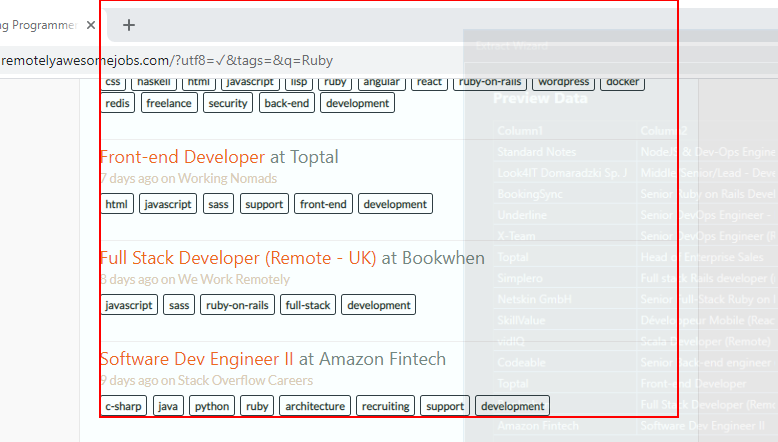 ng Programme
remotelyawesomejobs.com/?utf8=✓&tags=&q=Ruby
css haskell html javascript lisp ruby angular react ruby-on-rails wordpress docker
redis freelance security back-end development
Front-end Developer at Toptal
7 days ago on Working Nomads
html javascript sass support front-end development
Full Stack Developer (Remote - UK) at Bookwhen
8 days ago on We Work Remotely
javascript sass ruby-on-rails full-stack development
Software Dev Engineer II at Amazon Fintech
9 days ago on Stack Overflow Careers
c-sharp java python ruby architecture recruiting support development
Extract Wizard
Preview Data
Column1 Column2
Standard Notes NodeJS & Dev-Ops Engine
Look4IT Domaradzki Sp. J Middle/Senior/Lead - Deve
BookingSync Senior Ruby on Rails Devel
Underline Senior DevOps Engineer -
X-Team Senior DevOps Engineer (R
Toptal Head of Enterprise Sales
Simplero Full stack Rails developer (
Netskin GmbH Senior Full-Stack Ruby on
SkillValue Développeur Mobile (Reac
vidIQ Scala Developer (Remote)
Codeable Senior Back-end engineer
Toptal Front-end Developer
Full Stack Developer (Remo
Amazon Fintech Software Dev Engineer II